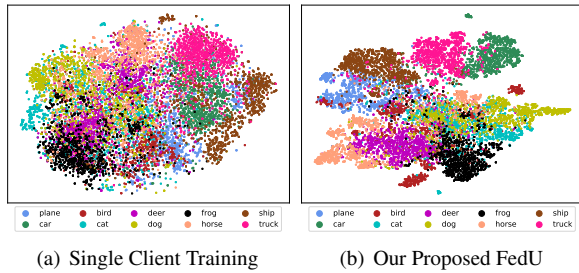 plane bird deer frog ship
car cat dog horse truck
plane bird deer frog ship
car cat dog horse truck
(a) Single Client Training
(b) Our Proposed FedU